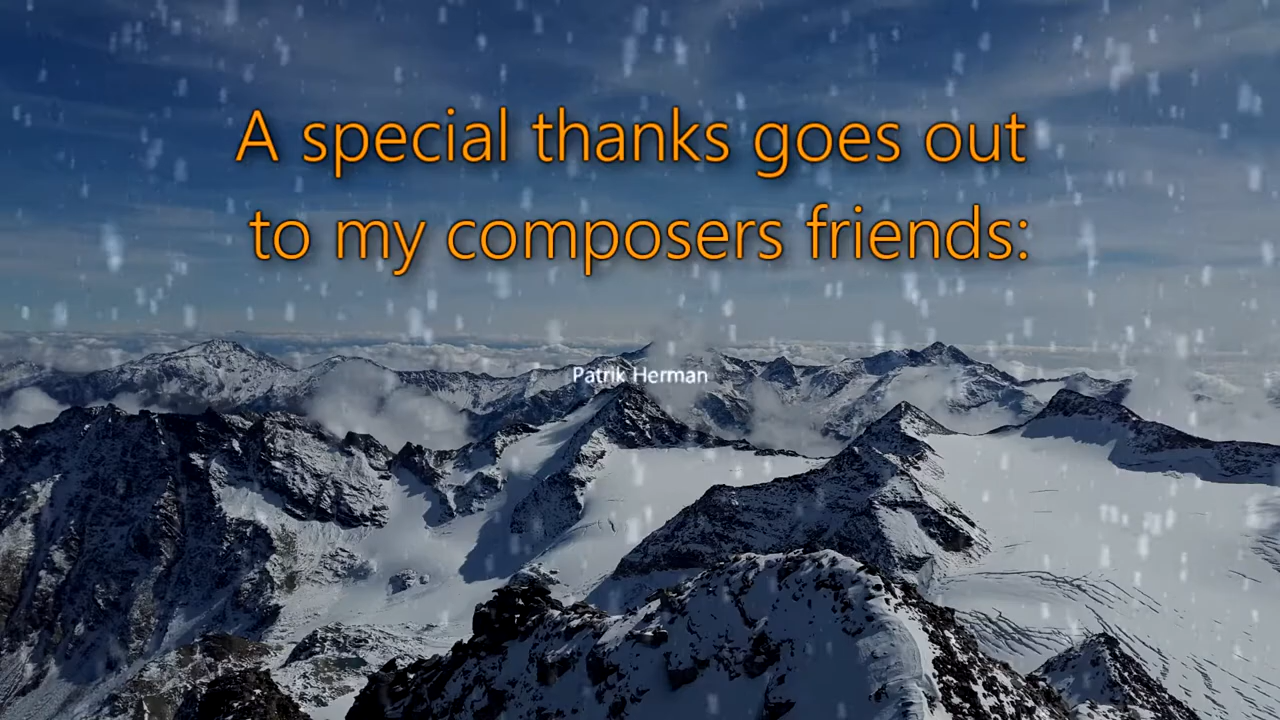 A special thanks goes out
to my composers friends:
Patrik Herman